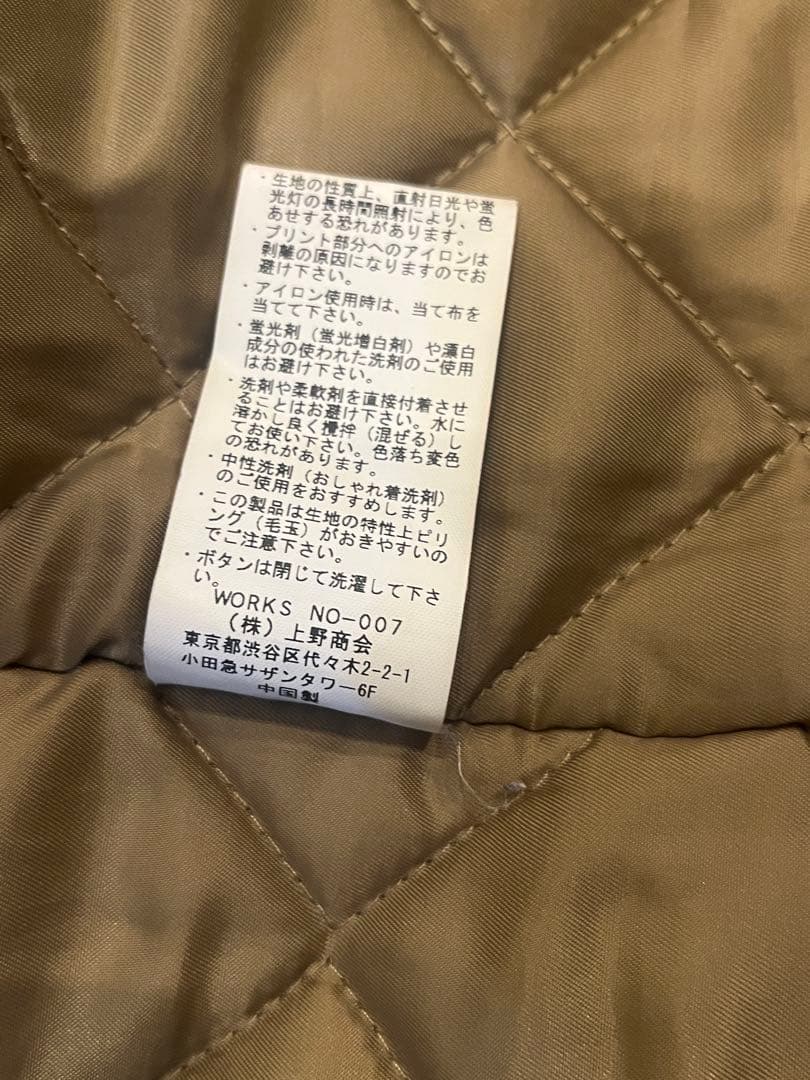 ・生地の性質上、直射日光や蛍
光灯の長時間照射により、色
あせする恐れがあります。
・プリント部分へのアイロンは
剥離の原因になりますのでお
避け下さい。
・アイロン使用時は、当て布を
当てて下さい。
・蛍光剤（蛍光増白剤）や漂白
成分の使われた洗剤のご使用
はお避け下さい。
・洗剤や柔軟剤を直接付着させ
ることはお避け下さい。水に
溶かし良く攪拌（混ぜる）し
てお使い下さい。色落ち変色
の恐れがあります。
・中性洗剤（おしゃれ着洗剤）
のご使用をおすすめします。
・この製品は生地の特性上ピリ
ング（毛玉）がおきやすいの
でご注意下さい。
・ボタンは閉じて洗濯して下さ
い。
WORKS NO-007
（株）上野商会
東京都渋谷区代々木2-2-1
小田急サザンタワー6F
中国製